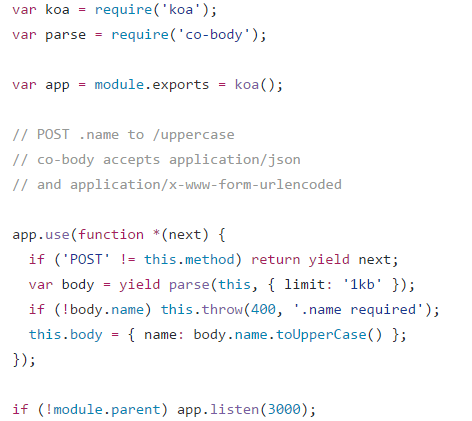 var koa = require('koa');
var parse = require('co-body');

var app = module.exports = koa();

// POST .name to /uppercase
// co-body accepts application/json
// and application/x-www-form-urlencoded

app.use(function *(next) {
  if ('POST' != this.method) return yield next;
  var body = yield parse(this, { limit: '1kb' });
  if (!body.name) this.throw(400, '.name required');
  this.body = { name: body.name.toUpperCase() };
});

if (!module.parent) app.listen(3000);